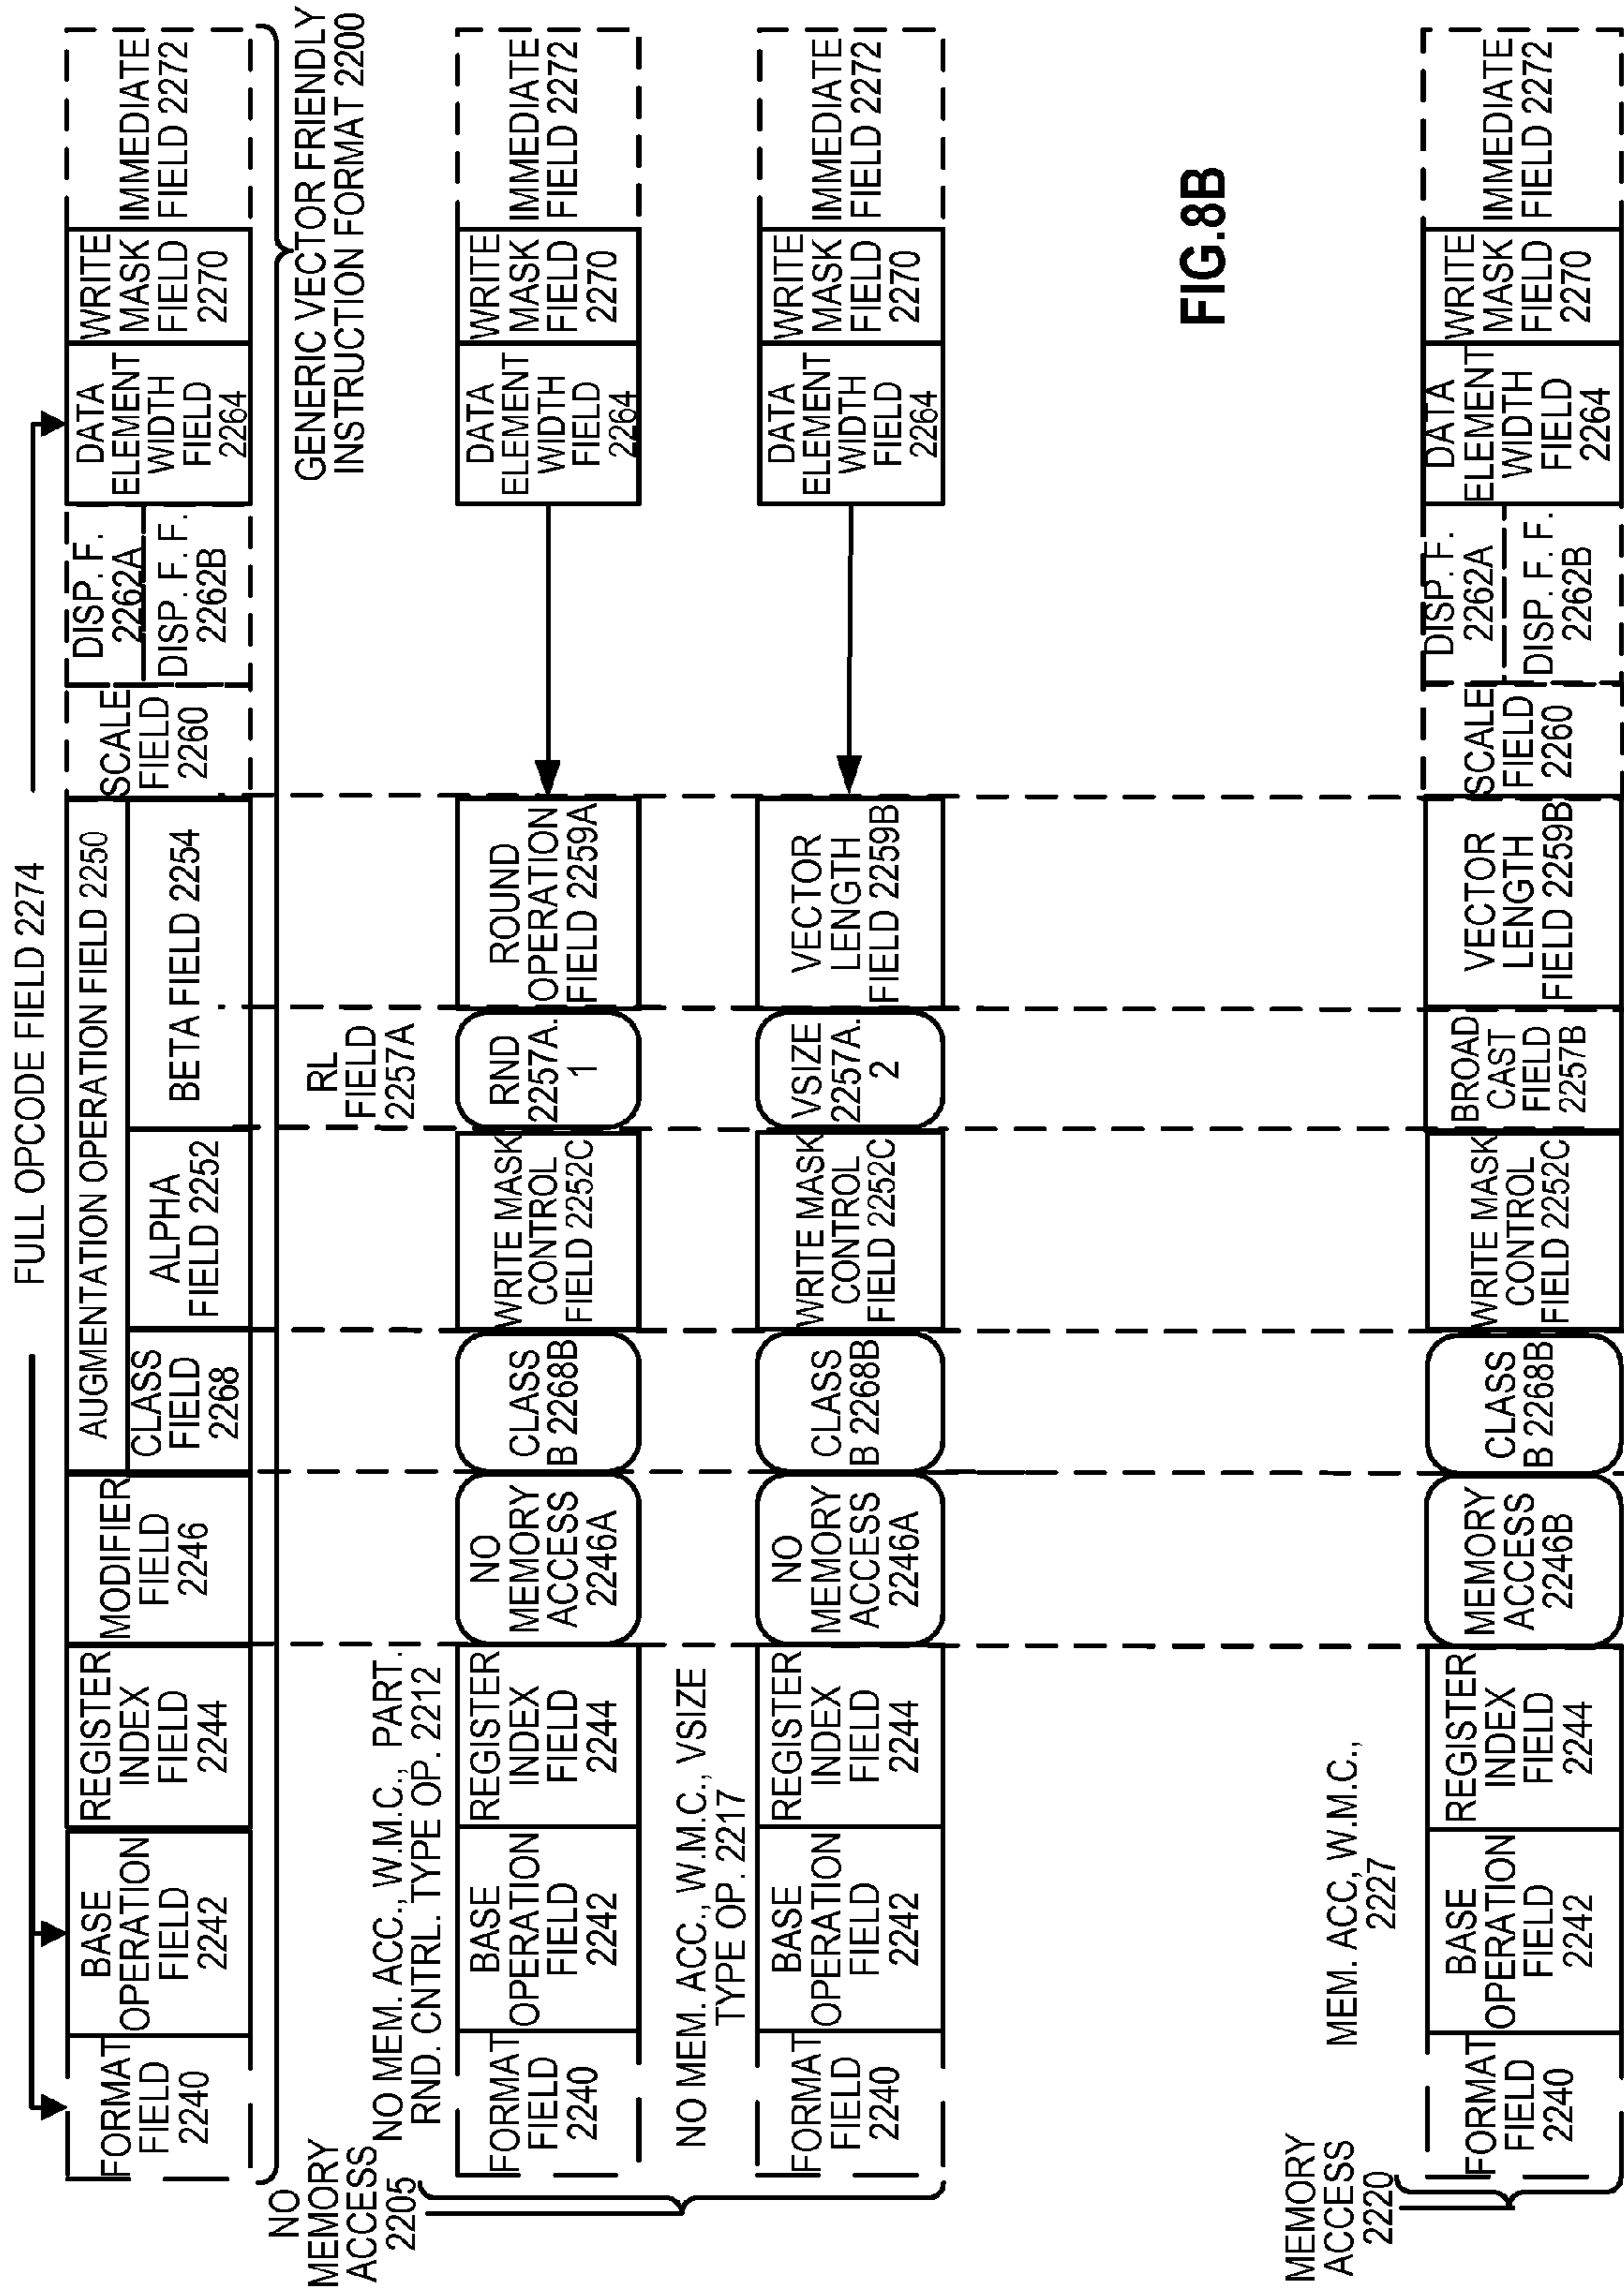 FULL OPCODE FIELD 2274
FORMAT
FIELD
2240
BASE
OPERATION
FIELD
2242
REGISTER
INDEX
FIELD
2244
MODIFIER
FIELD
2246
AUGMENTATION OPERATION FIELD 2250
CLASS
FIELD
2268
ALPHA
FIELD 2252
BETA FIELD 2254
SCALE
FIELD
2260
DISP. F.
2262A
DISP. F. F.
2262B
DATA
ELEMENT
WIDTH
FIELD
2264
WRITE
MASK
FIELD
2270
IMMEDIATE
FIELD 2272
GENERIC VECTOR FRIENDLY
INSTRUCTION FORMAT 2200
NO
MEMORY
ACCESS
2205
NO MEM. ACC., W.M.C., PART.
RND. CNTRL. TYPE OP. 2212
RL
FIELD
2257A
FORMAT
FIELD
2240
BASE
OPERATION
FIELD
2242
REGISTER
INDEX
FIELD
2244
NO
MEMORY
ACCESS
2246A
CLASS
B 2268B
WRITE MASK
CONTROL
FIELD 2252C
RND
2257A.
1
ROUND
OPERATION
FIELD 2259A
DATA
ELEMENT
WIDTH
FIELD
2264
WRITE
MASK
FIELD
2270
IMMEDIATE
FIELD 2272
NO MEM. ACC., W.M.C., VSIZE
TYPE OP. 2217
FORMAT
FIELD
2240
BASE
OPERATION
FIELD
2242
REGISTER
INDEX
FIELD
2244
NO
MEMORY
ACCESS
2246A
CLASS
B 2268B
WRITE MASK
CONTROL
FIELD 2252C
VSIZE
2257A.
2
VECTOR
LENGTH
FIELD 2259B
DATA
ELEMENT
WIDTH
FIELD
2264
WRITE
MASK
FIELD
2270
IMMEDIATE
FIELD 2272
FIG.8B
MEMORY
ACCESS
2220
MEM. ACC, W.M.C.,
2227
FORMAT
FIELD
2240
BASE
OPERATION
FIELD
2242
REGISTER
INDEX
FIELD
2244
MEMORY
ACCESS
2246B
CLASS
B 2268B
WRITE MASK
CONTROL
FIELD 2252C
BROAD
CAST
FIELD
2257B
VECTOR
LENGTH
FIELD 2259B
SCALE
FIELD
2260
DISP. F.
2262A
DISP. F. F.
2262B
DATA
ELEMENT
WIDTH
FIELD
2264
WRITE
MASK
FIELD
2270
IMMEDIATE
FIELD 2272